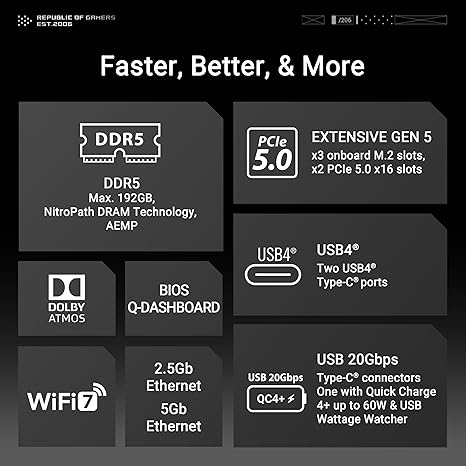 REPUBLIC OF GAMERS
EST.2006
/206
Faster, Better, & More
DDR5
DDR5
Max. 192GB,
NitroPath DRAM Technology,
AEMP
PCIe
5.0
EXTENSIVE GEN 5
x3 onboard M.2 slots,
x2 PCIe 5.0 x16 slots
DOLBY
ATMOS
BIOS
Q-DASHBOARD
USB4®
USB4®
Two USB4®
Type-C® ports
WiFi 7
2.5Gb
Ethernet
5Gb
Ethernet
USB 20Gbps
QC4+
USB 20Gbps
Type-C® connectors
One with Quick Charge
4+ up to 60W & USB
Wattage Watcher